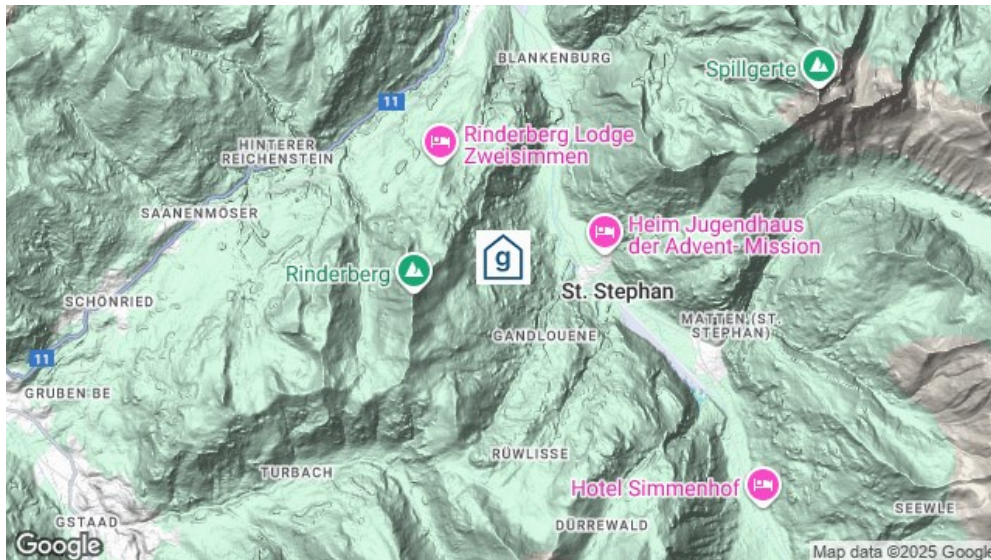 BLANKENBURG
Spillgerte
11
Rinderberg Lodge
Zweisimmen
HINTERER
REICHENSTEIN
SAANENMÖSER
Heim Jugendhaus
der Advent- Mission
g
Rinderberg
St. Stephan
SCHÖNRIED
MATTEN (ST.
STEPHAN)
GANDLOUENE
11
GRUBEN BE
RÜWLISSE
TURBACH
Hotel Simmenhof
SEEWLE
GSTAAD
DÜRREWALD
Google
Map data ©2025 Google